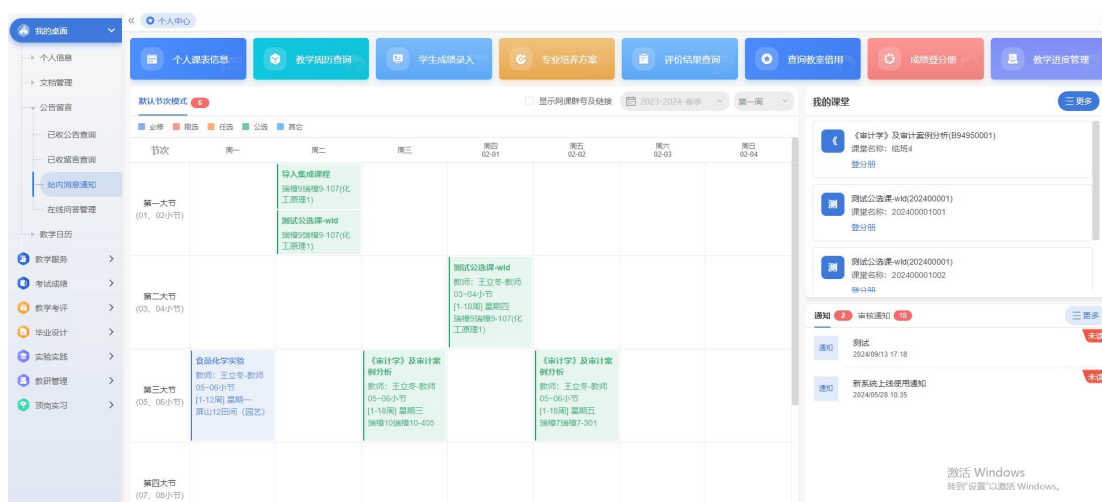 我的桌面
个人信息
文档管理
公告留言
已收公告查询
已收留言查询
站内消息通知
在线问答管理
教学日历
教学服务
考试成绩
教学考评
毕业设计
实验实践
教研管理
顶岗实习
个人中心
个人课表信息
教学周历查询
学生成绩录入
专业培养方案
评价结果查询
查询教室借用
成绩登分册
教学进度管理
默认节次模式 6
显示网课群号及链接
2023-2024-春季
第一周
必修 限选 任选 公选 其它
节次 周一 周二 周三 周四 周五 周六 周日
02-01 02-02 02-03 02-04
第一大节
(01、02小节)
导入集成课程
瑞樟9瑞樟9-107(化
工原理1)
测试公选课-wld
瑞樟9瑞樟9-107(化
工原理1)
第二大节
(03、04小节)
测试公选课-wld
教师：王立冬-教师
03~04小节
[1-18周] 星期四
瑞樟9瑞樟9-107(化
工原理1)
第三大节
(05、06小节)
食品化学实验
教师：王立冬-教师
05~06小节
[1-12周] 星期一
屏山12田间（园艺）
《审计学》及审计案
例分析
教师：王立冬-教师
05~06小节
[1-18周] 星期三
瑞樟10瑞樟10-405
《审计学》及审计案
例分析
教师：王立冬-教师
05~06小节
[1-18周] 星期五
瑞樟7瑞樟7-301
第四大节
(07、08小节)
我的课堂
更多
《
《审计学》及审计案例分析(B94950001)
课堂名称：临班4
登分册
测
测试公选课-wld(202400001)
课堂名称：202400001001
登分册
测
测试公选课-wld(202400001)
课堂名称：202400001002
登分册
通知 2 审核通知 18
更多
通知
测试
2024/09/13 17:18
未读
通知
新系统上线使用通知
2024/05/28 10:35
未读
激活 Windows
转到"设置"以激活 Windows。